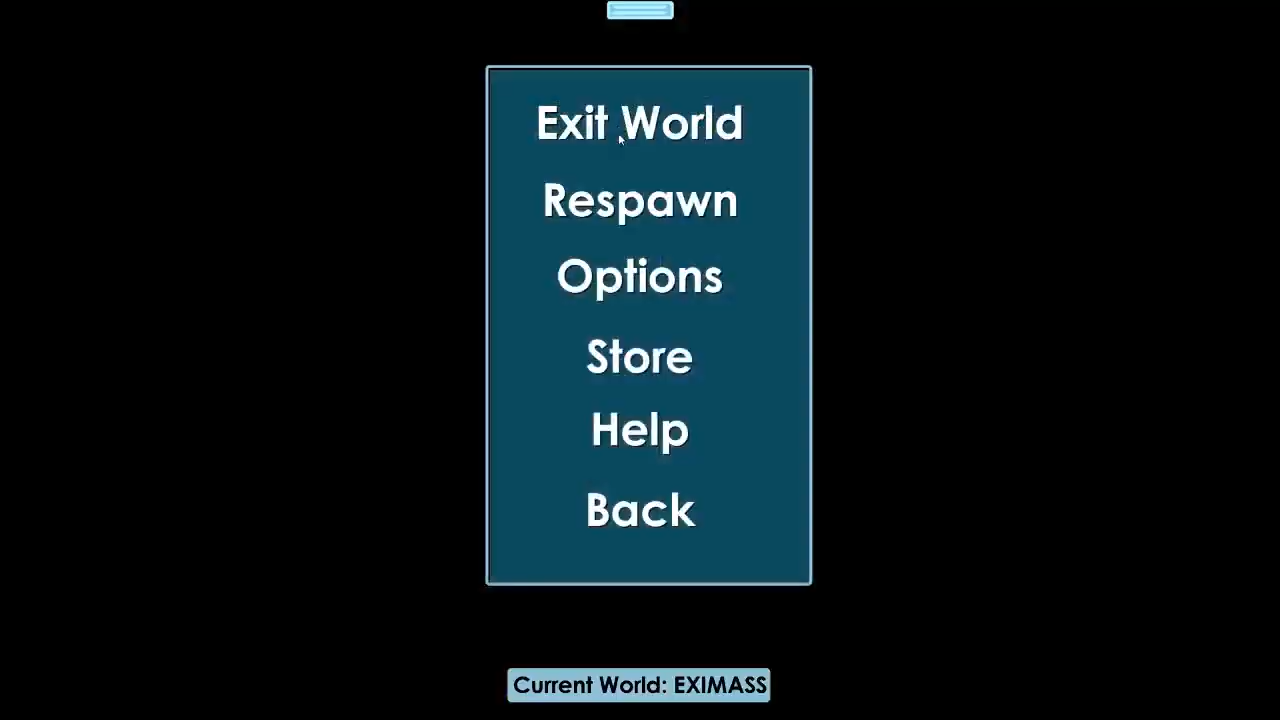 Exit World
Respawn
Options
Store
Help
Back
Current World: EXIMASS